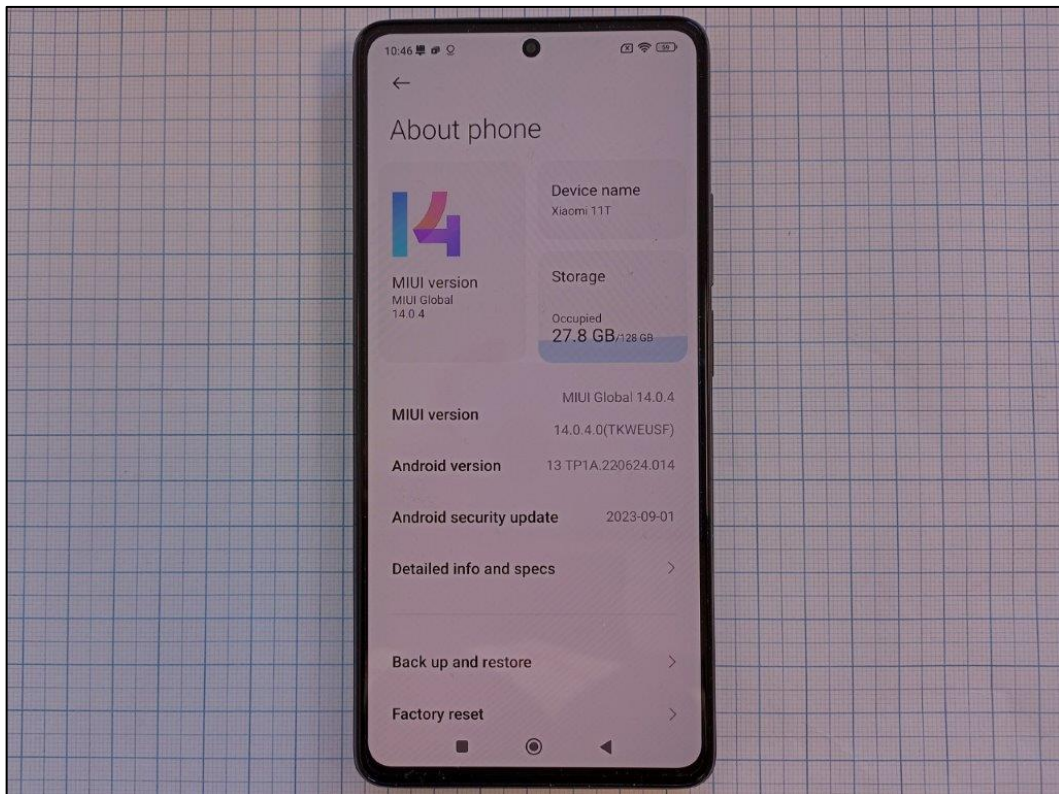 10:46
59
About phone
14
MIUI version
MIUI Global
14.0.4
Device name
Xiaomi 11T
Storage
Occupied
27.8 GB/128 GB
MIUI version
MIUI Global 14.0.4
14.0.4.0(TKWEUSF)
Android version
13 TP1A.220624.014
Android security update
2023-09-01
Detailed info and specs
Back up and restore
Factory reset